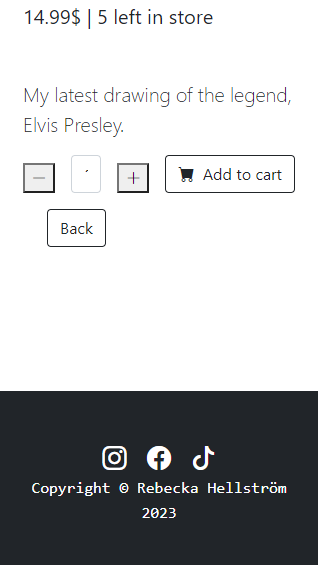 14.99$ | 5 left in store
My latest drawing of the legend,
Elvis Presley.
Add to cart
Back
Copyright © Rebecka Hellström
2023